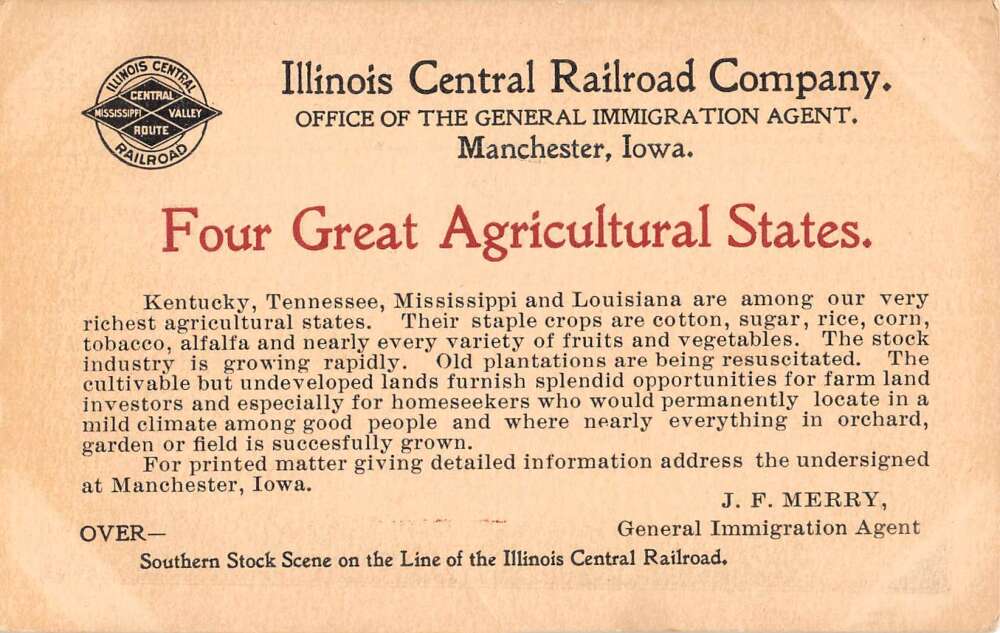 ILLINOIS CENTRAL
CENTRAL
MISSISSIPPI VALLEY
ROUTE
RAILROAD
Illinois Central Railroad Company.
OFFICE OF THE GENERAL IMMIGRATION AGENT.
Manchester, Iowa.
Four Great Agricultural States.
Kentucky, Tennessee, Mississippi and Louisiana are among our very
richest agricultural states. Their staple crops are cotton, sugar, rice, corn,
tobacco, alfalfa and nearly every variety of fruits and vegetables. The stock
industry is growing rapidly. Old plantations are being resuscitated. The
cultivable but undeveloped lands furnish splendid opportunities for farm land
investors and especially for homeseekers who would permanently locate in a
mild climate among good people and where nearly everything in orchard,
garden or field is succesfully grown.
For printed matter giving detailed information address the undersigned
at Manchester, Iowa.
J. F. MERRY,
General Immigration Agent
OVER—
Southern Stock Scene on the Line of the Illinois Central Railroad.